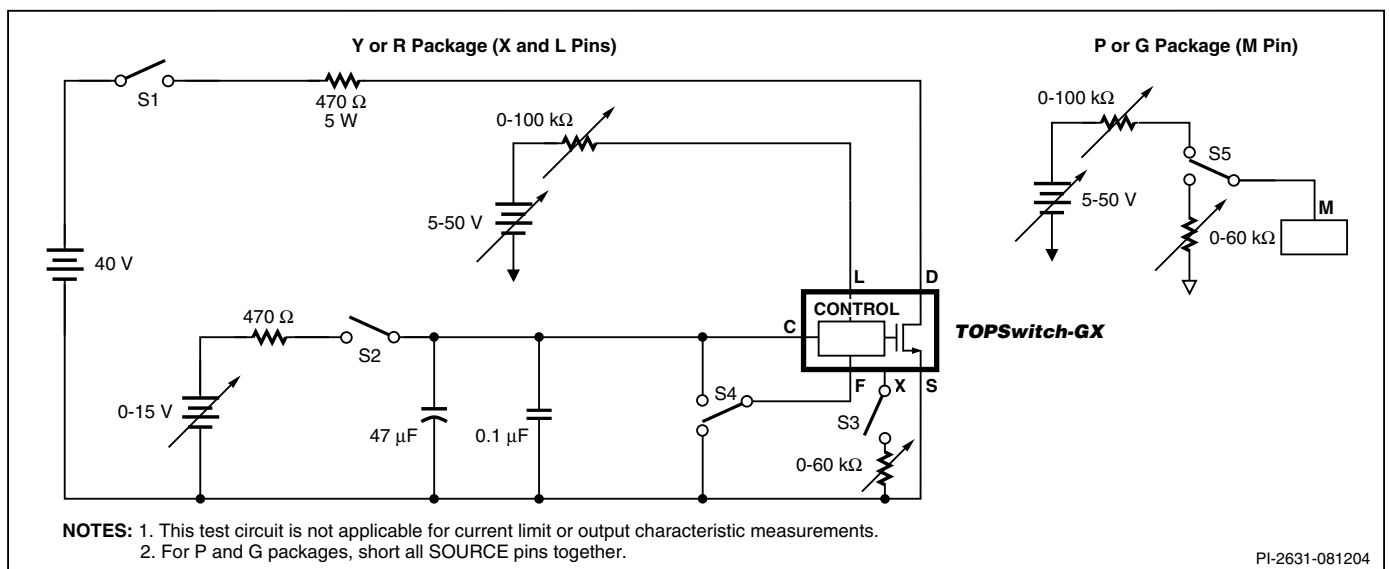 Y or R Package (X and L Pins)
P or G Package (M Pin)
S1
470 Ω
5 W
0-100 kΩ
5-50 V
40 V
0-100 kΩ
S5
5-50 V
M
0-60 kΩ
L
D
CONTROL
C
TOPSwitch-GX
F
X
S
470 Ω
S2
0-15 V
47 µF
0.1 µF
S4
S3
0-60 kΩ
NOTES: 1. This test circuit is not applicable for current limit or output characteristic measurements.
2. For P and G packages, short all SOURCE pins together.
PI-2631-081204